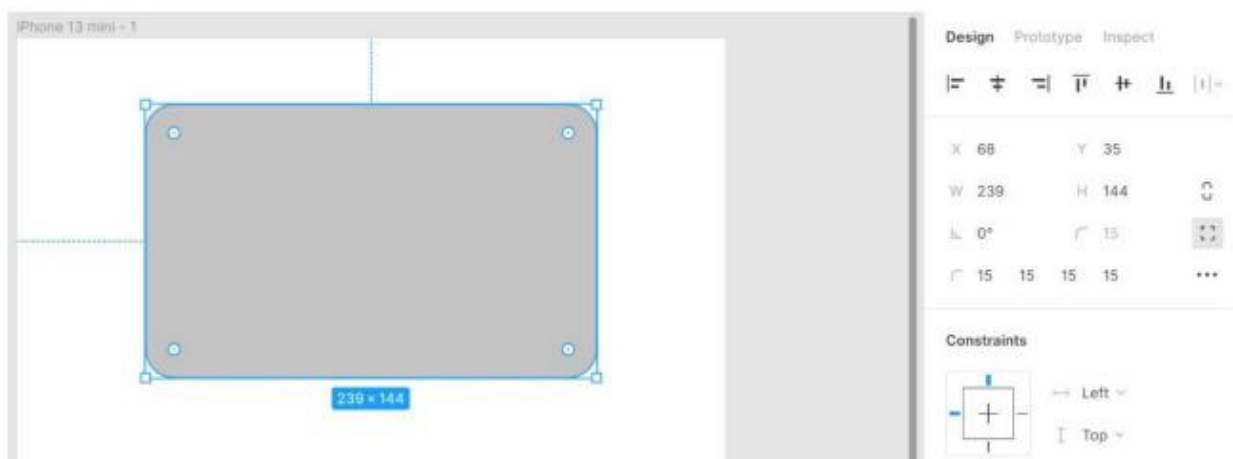 iPhone 13 mini - 1
Design Prototype Inspect
X 68 Y 35
W 239 H 144
0° 15
15 15 15 15
Constraints
Left
Top
239 × 144